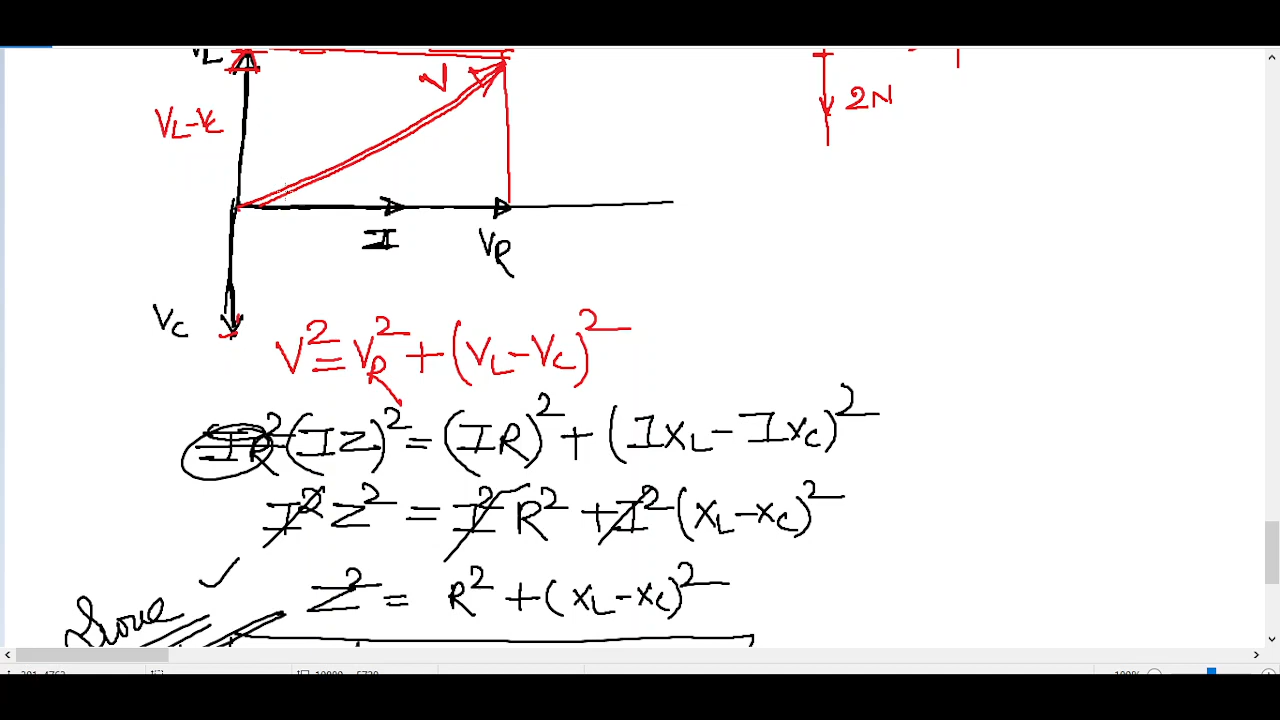 VL
V
VL-VC
2N
I
VR
VC
V² = VR² + (VL-VC)²
(IZ)² = (IR)² + (IXL - IXC)²
I²Z² = I²R² + I²(XL-XC)²
Z² = R² + (XL-XC)²